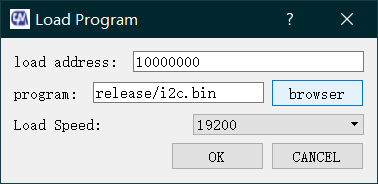 Load Program
load address: 10000000
program: release/i2c.bin browser
Load Speed: 19200
OK CANCEL